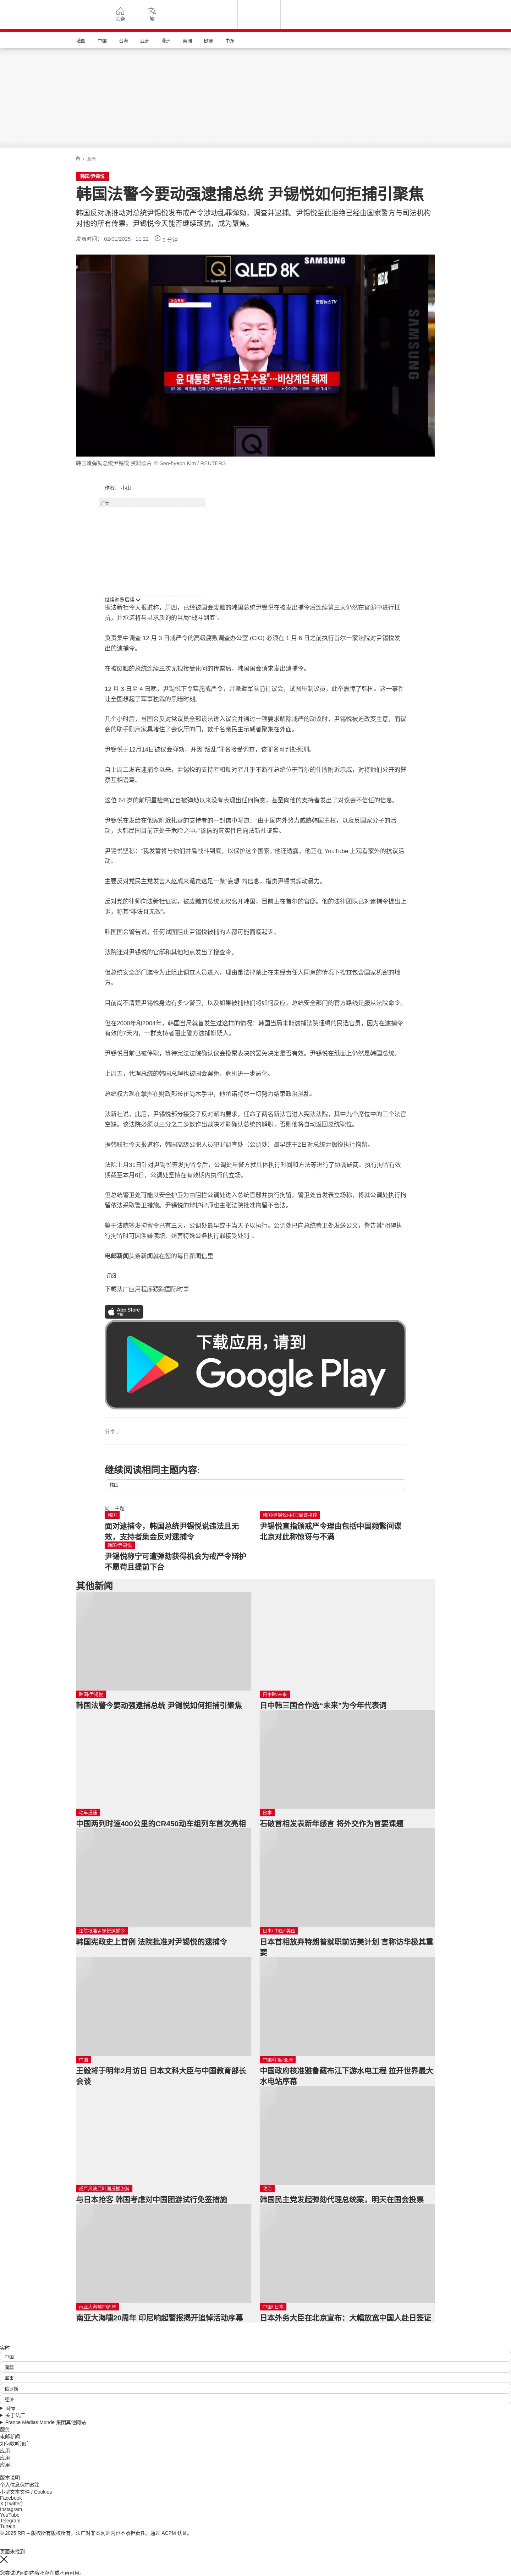 头条
繁
法国
中国
台海
亚洲
非洲
美洲
欧洲
中东
/ 亚洲
韩国/尹锡悦
韩国法警今要动强逮捕总统 尹锡悦如何拒捕引聚焦
韩国反对派推动对总统尹锡悦发布戒严令涉动乱罪弹劾，调查并逮捕。尹锡悦至此拒绝已经由国家警方与司法机构对他的所有传票。尹锡悦今天能否继续顽抗，成为聚焦。
发表时间： 02/01/2025 - 11:22
9 分钟
SAMSUNG
QLED 8K
Quantum
뉴스특보
연합뉴스TV
SAMSUNG
윤 대통령 "국회 요구 수용"…비상계엄 해제
韩国遭弹劾总统尹锡悦 资料照片 © Soo-hyeon Kim / REUTERS
作者： 小山
广告
继续浏览后续
据法新社今天报道称，周四，已经被国会废黜的韩国总统尹锡悦在被发出捕令后连续第三天仍然在官邸中进行抵抗，并承诺将与寻求质询的当局“战斗到底”。
负责集中调查 12 月 3 日戒严令的高级腐败调查办公室 (CIO) 必须在 1 月 6 日之前执行首尔一家法院对尹锡悦发出的逮捕令。
在被废黜的总统连续三次无视接受讯问的传票后，韩国国会请求发出逮捕令。
12 月 3 日至 4 日晚，尹锡悦下令实施戒严令，并派遣军队前往议会，试图压制议员，此举震惊了韩国。这一事件让全国想起了军事独裁的黑暗时刻。
几个小时后，当国会反对党议员全部设法进入议会并通过一项要求解除戒严的动议时，尹锡悦被迫改变主意，而议会的助手则用家具堵住了会议厅的门，数千名亲民主示威者聚集在外面。
尹锡悦于12月14日被议会弹劾，并因“叛乱”罪名接受调查，该罪名可判处死刑。
自上周二发布逮捕令以来，尹锡悦的支持者和反对者几乎不断在总统位于首尔的住所附近示威，对将他们分开的警察互相谩骂。
这位 64 岁的前明星检察官自被弹劾以来没有表现出任何悔意，甚至向他的支持者发出了对议会不信任的信息。
尹锡悦在发给在他家附近扎营的支持者的一封信中写道：“由于国内外势力威胁韩国主权，以及反国家分子的活动，大韩民国目前正处于危险之中。”该信的真实性已向法新社证实。
尹锡悦坚称：“我发誓将与你们并肩战斗到底，以保护这个国家。”他还透露，他正在 YouTube 上观看家外的抗议活动。
主要反对党民主党发言人赵成来谴责这是一条“妄想”的信息，指责尹锡悦煽动暴力。
反对党的律师向法新社证实，被废黜的总统无权离开韩国，目前正在首尔的官邸。他的法律团队已对逮捕令提出上诉，称其“非法且无效”。
韩国国会警告说，任何试图阻止尹锡悦被捕的人都可能面临起诉。
法院还对尹锡悦的官邸和其他地点发出了搜查令。
但总统安全部门迄今为止阻止调查人员进入，理由是法律禁止在未经责任人同意的情况下搜查包含国家机密的地方。
目前尚不清楚尹锡悦身边有多少警卫，以及如果被捕他们将如何反应。总统安全部门的官方路线是服从法院命令。
但在2000年和2004年，韩国当局就曾发生过这样的情况：韩国当局未能逮捕法院通缉的民选官员，因为在逮捕令有效的7天内，一群支持者阻止警方逮捕嫌疑人。
尹锡悦目前已被停职，等待宪法法院确认议会投票表决的罢免决定是否有效。尹锡悦在纸面上仍然是韩国总统。
上周五，代理总统的韩国总理也被国会罢免，危机进一步恶化。
总统权力现在掌握在财政部长崔尚木手中，他承诺将尽一切努力结束政治混乱。
法新社说，此后，尹锡悦部分接受了反对派的要求，任命了两名新法官进入宪法法院，其中九个席位中的三个法官空缺。该法院必须以三分之二多数作出裁决才能确认总统的解职，否则他将自动返回总统职位。
据韩联社今天报道称，韩国高级公职人员犯罪调查处（公调处）最早或于2日对总统尹锡悦执行拘留。
法院上月31日针尹锡悦签发拘留令后，公调处与警方就具体执行时间和方法等进行了协调磋商。执行拘留有效期截至本月6日，公调处坚持在有效期内执行的立场。
但总统警卫处可能以安全护卫为由阻拦公调处进入总统官邸并执行拘留。警卫处曾发表立场称，将就公调处执行拘留依法采取警卫措施。尹锡悦的辩护律师也主张法院批准拘留不合法。
鉴于法院签发拘留令已有三天，公调处最早或于当天予以执行。公调处已向总统警卫处发送公文，警告其“阻碍执行拘留时可因涉嫌渎职、妨害特殊公务执行罪接受处罚”。
电邮新闻头条新闻就在您的每日新闻信里
订阅
下载法广应用程序跟踪国际时事
App Store
下载应用，请到
Google Play
分享 :
继续阅读相同主题内容:
韩国
同一主题
韩国
面对逮捕令，韩国总统尹锡悦说违法且无效，支持者集会反对逮捕令
韩国/尹锡悦/中国/间谍指控
尹锡悦直指颁戒严令理由包括中国频繁间谍 北京对此称惊讶与不满
韩国/尹锡悦
尹锡悦称宁可遭弹劾获得机会为戒严令辩护 不愿苟且提前下台
其他新闻
韩国/尹锡悦
韩国法警今要动强逮捕总统 尹锡悦如何拒捕引聚焦
日中韩/未来
日中韩三国合作选“未来”为今年代表词
动车提速
中国两列时速400公里的CR450动车组列车首次亮相
日本
石破首相发表新年感言 将外交作为首要课题
法院批准尹锡悦逮捕令
韩国宪政史上首例 法院批准对尹锡悦的逮捕令
日本/ 中国/ 美国
日本首相放弃特朗普就职前访美计划 言称访华极其重要
中国
王毅将于明年2月访日 日本文科大臣与中国教育部长会谈
中国/印度/亚洲
中国政府核准雅鲁藏布江下游水电工程 拉开世界最大水电站序幕
戒严风波后韩国提振旅游
与日本抢客 韩国考虑对中国团游试行免签措施
政治
韩国民主党发起弹劾代理总统案，明天在国会投票
南亚大海啸20周年
南亚大海啸20周年 印尼响起警报揭开追悼活动序幕
中国/ 日本
日本外务大臣在北京宣布：大幅放宽中国人赴日签证
实时
中国
国际
军事
俄罗斯
经济
国际
关于法广
France Médias Monde 集团其他网站
服务
电邮新闻
如何收听法广
应用
应用
应用
版本说明
个人信息保护政策
小型文本文件 / Cookies
Facebook
X (Twitter)
Instagram
YouTube
Telegram
TuneIn
© 2025 RFI – 版权所有版权所有。法广对非本网站内容不承担责任。通过 ACPM 认证。
页面未找到
您尝试访问的内容不存在或不再可用。